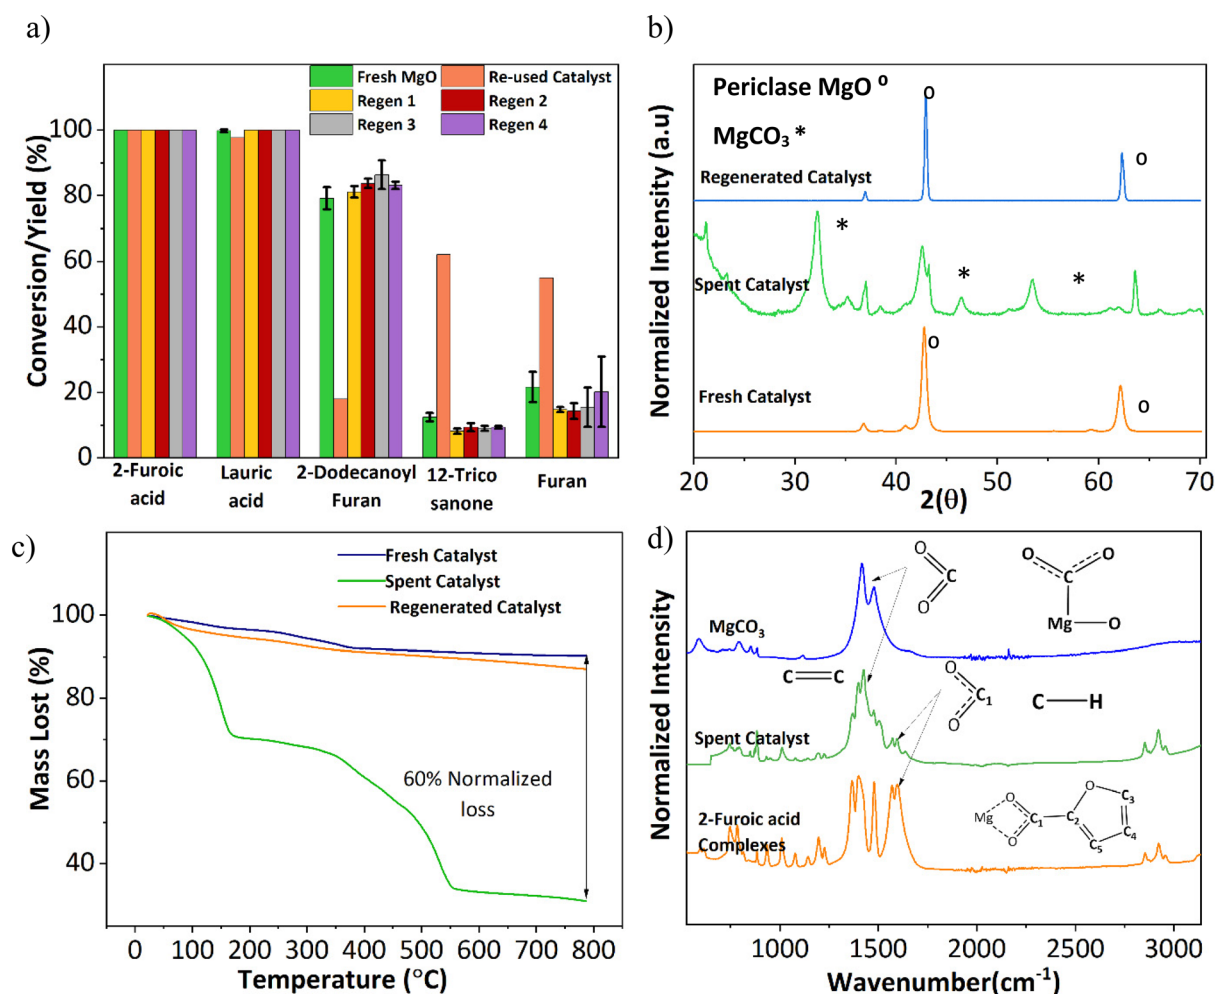 a)
Fresh MgO
Re-used Catalyst
Regen 1
Regen 2
Regen 3
Regen 4
Conversion/Yield (%)
100
80
60
40
20
0
2-Furoic
acid
Lauric
acid
2-Dodecanoyl
Furan
12-Trico
sanone
Furan
b)
Periclase MgO o
MgCO3 *
Regenerated Catalyst
o
o
Spent Catalyst
*
*
*
Fresh Catalyst
o
o
Normalized Intensity (a.u)
20
30
40
50
60
70
2(θ)
c)
Fresh Catalyst
Spent Catalyst
Regenerated Catalyst
60% Normalized
loss
Mass Lost (%)
100
80
60
40
0
100
200
300
400
500
600
700
800
Temperature (°C)
d)
O
C
O
O
O
C
Mg
O
MgCO3
C
C
O
C1
O
C
H
Spent Catalyst
2-Furoic acid
Complexes
Mg
O
O
C1
C2
O
C3
C4
C5
Normalized Intensity
1000
1500
2000
2500
3000
Wavenumber(cm-1)